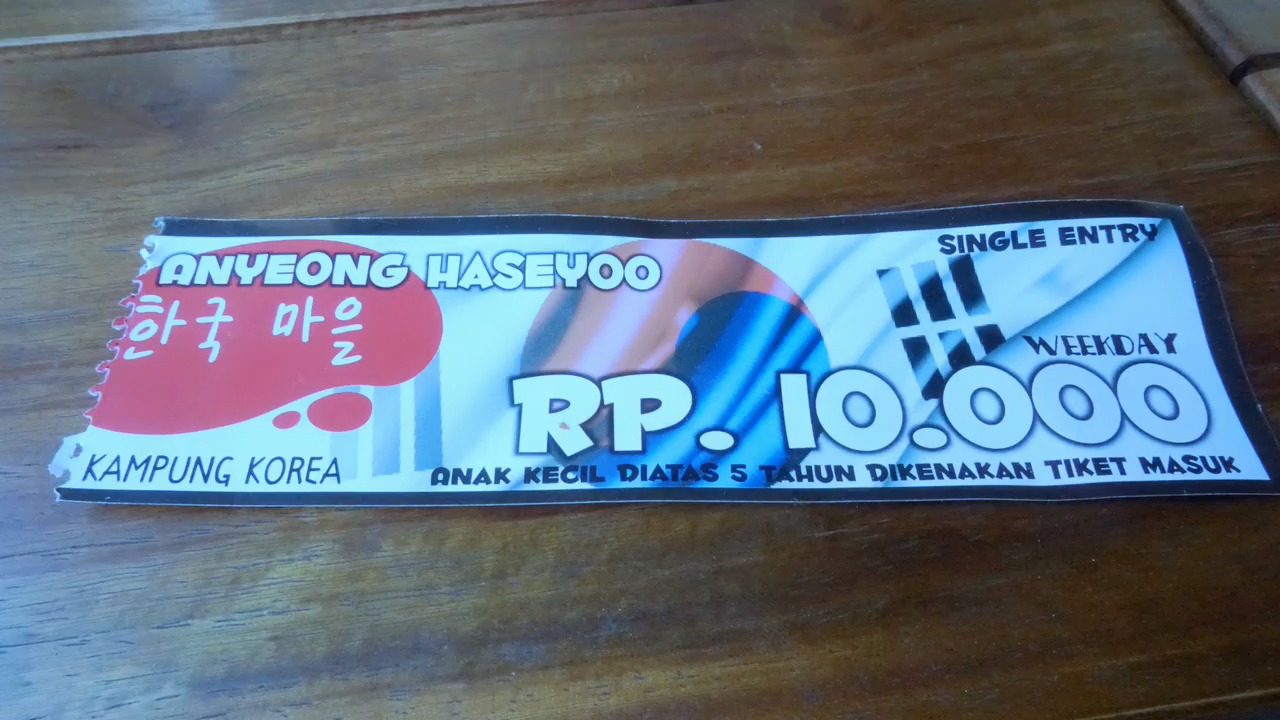 ANYEONG HASEYOO
한국 마을
KAMPUNG KOREA
SINGLE ENTRY
WEEKDAY
RP. 10.000
ANAK KECIL DIATAS 5 TAHUN DIKENAKAN TIKET MASUK